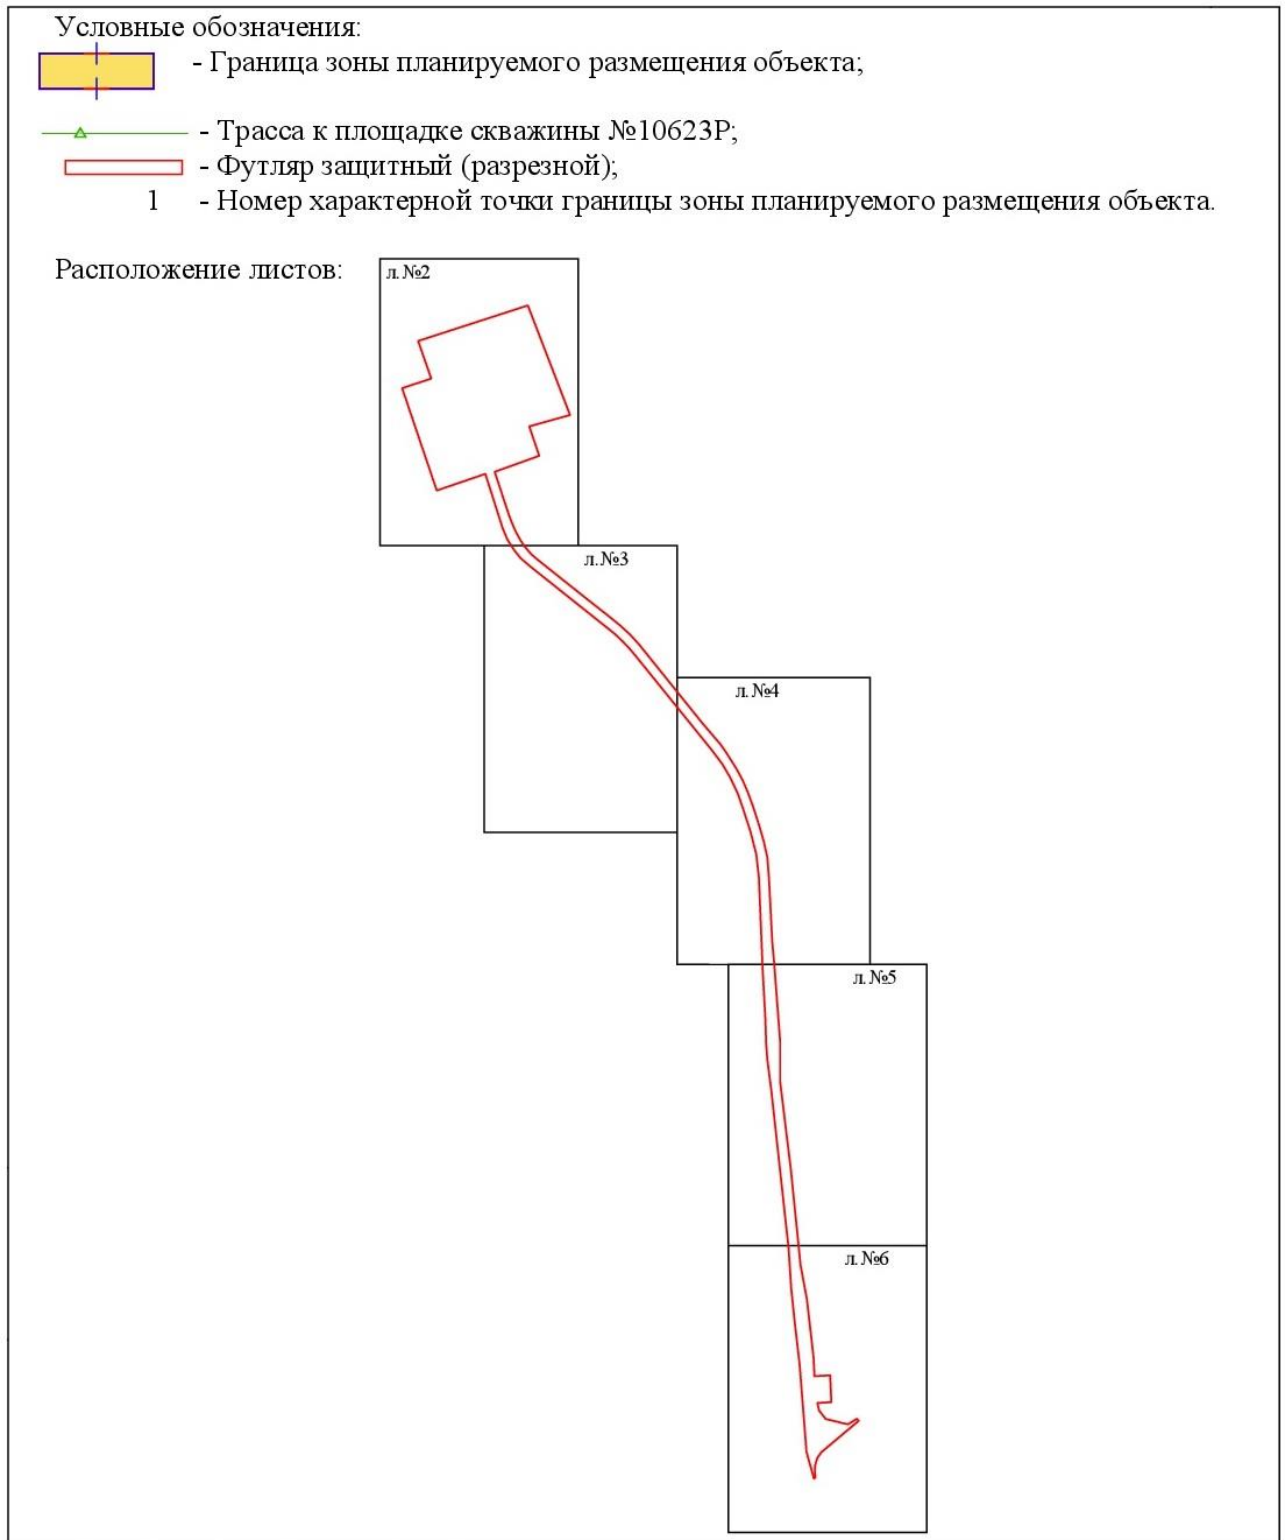 Условные обозначения:
- Граница зоны планируемого размещения объекта;
- Трасса к площадке скважины №10623Р;
- Футляр защитный (разрезной);
1 - Номер характерной точки границы зоны планируемого размещения объекта.
Расположение листов:
л.№2
л.№3
л.№4
л.№5
л.№6